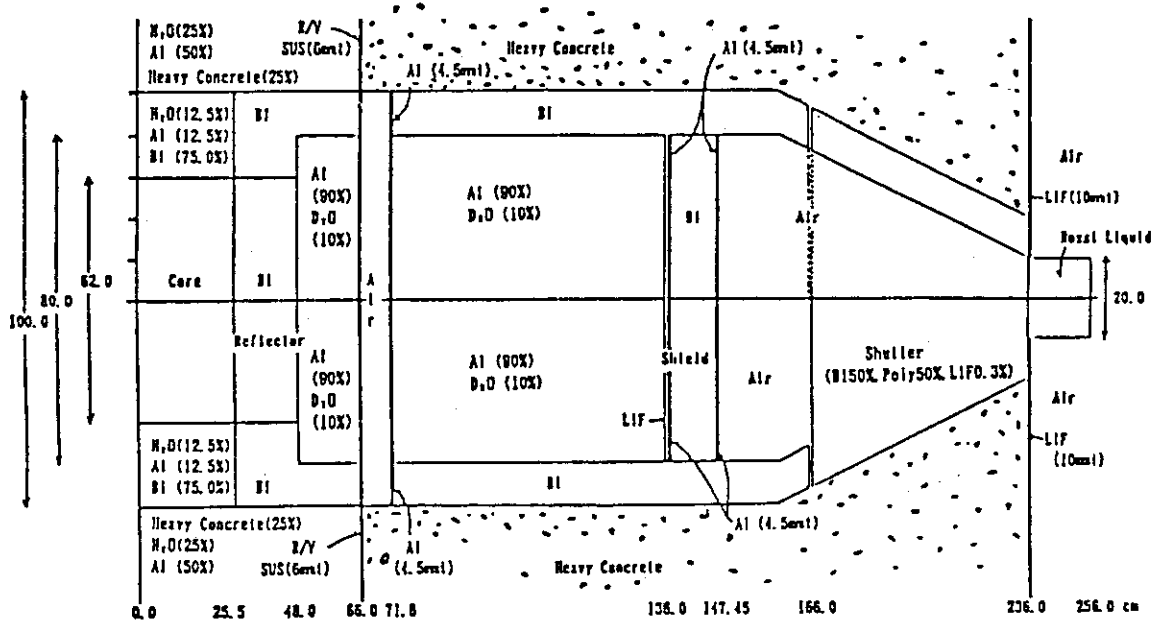 H₂O(25%)
Al (50%)
Heavy Concrete(25%)
R/V
SUS(6mmt)
Al (4.5mmt)
Heavy Concrete
Al (4.5mmt)
H₂O(12.5%)
Al (12.5%)
Bi (75.0%)
Bi
Bi
Al
(90%)
D₂O
(10%)
Al (90%)
D₂O (10%)
Bi
Air
Air
LiF(10mmt)
Liquid
Core
Bi
Air
100.0
80.0
62.0
20.0
Reflector
Al
(90%)
D₂O
(10%)
Al (90%)
D₂O (10%)
Shield
Air
LiF
Shutter
(Bi50%, Poly50%, LiF0.3%)
Air
LiF
(10mmt)
H₂O(12.5%)
Al (12.5%)
Bi (75.0%)
Bi
Bi
Heavy Concrete(25%)
H₂O(25%)
Al (50%)
R/V
SUS(6mmt)
Al
(4.5mmt)
Al (4.5mmt)
Heavy Concrete
0.0
25.5
48.0
66.0
71.8
147.45
166.0
236.0
256.0 cm